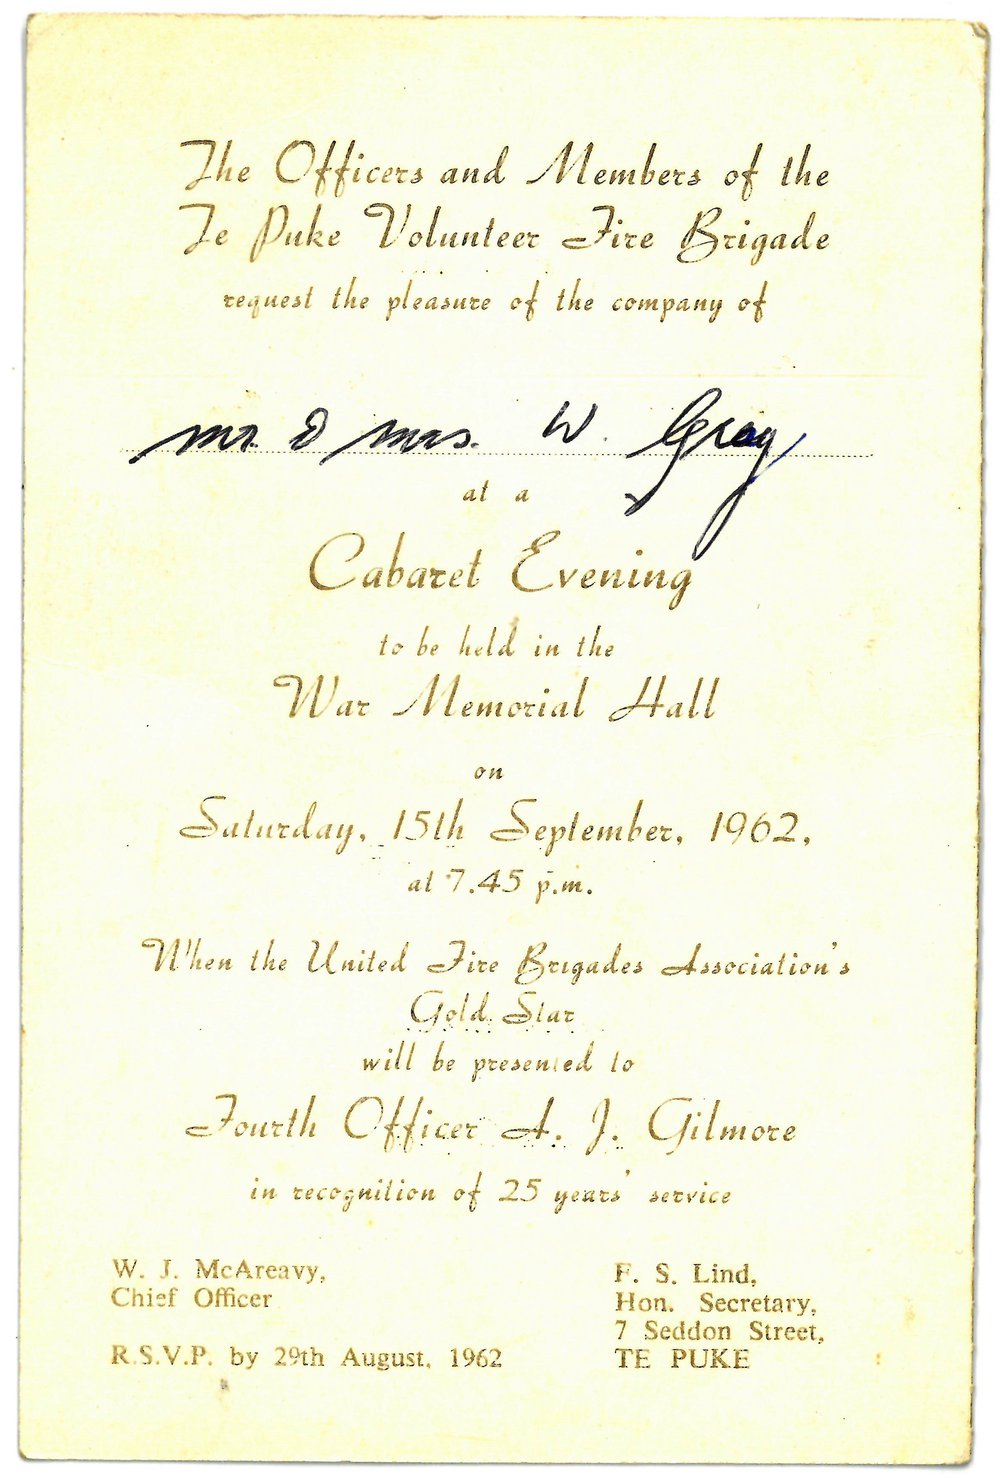 The Officers and Members of the
Te Puke Volunteer Fire Brigade
request the pleasure of the company of
Mr. & Mrs. W. Gray
at a
Cabaret Evening
to be held in the
War Memorial Hall
on
Saturday, 15th September, 1962,
at 7.45 p.m.
When the United Fire Brigades Association's
Gold Star
will be presented to
Fourth Officer A. J. Gilmore
in recognition of 25 years' service
W. J. McAreavy,
Chief Officer
R.S.V.P. by 29th August, 1962
F. S. Lind,
Hon. Secretary,
7 Seddon Street,
TE PUKE